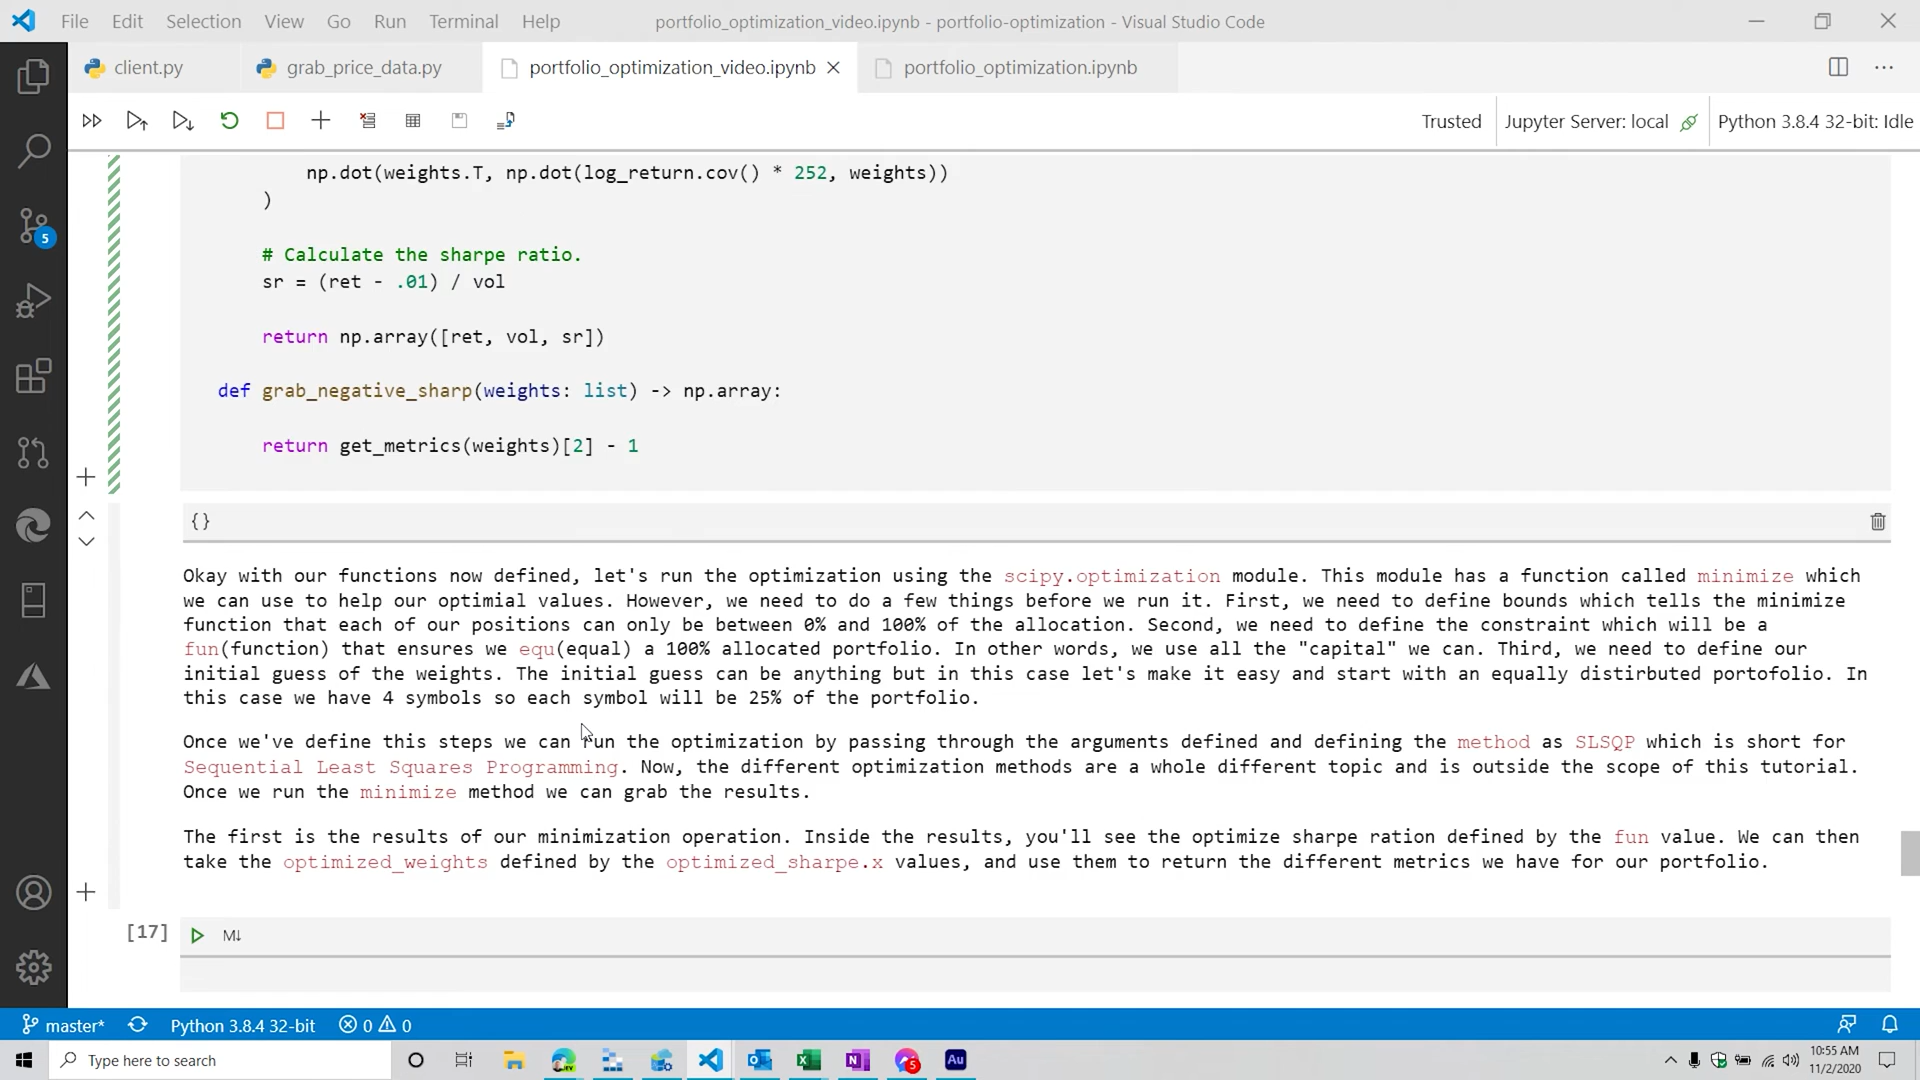 File Edit Selection View Go Run Terminal Help portfolio_optimization_video.ipynb - portfolio-optimization - Visual Studio Code
client.py grab_price_data.py portfolio_optimization_video.ipynb portfolio_optimization.ipynb
Trusted Jupyter Server: local Python 3.8.4 32-bit: Idle
np.dot(weights.T, np.dot(log_return.cov() * 252, weights))
)
# Calculate the sharpe ratio.
sr = (ret - .01) / vol
return np.array([ret, vol, sr])
def grab_negative_sharp(weights: list) -> np.array:
return get_metrics(weights)[2] - 1
{}
Okay with our functions now defined, let's run the optimization using the scipy.optimization module. This module has a function called minimize which
we can use to help our optimial values. However, we need to do a few things before we run it. First, we need to define bounds which tells the minimize
function that each of our positions can only be between 0% and 100% of the allocation. Second, we need to define the constraint which will be a
fun(function) that ensures we equ(equal) a 100% allocated portfolio. In other words, we use all the "capital" we can. Third, we need to define our
initial guess of the weights. The initial guess can be anything but in this case let's make it easy and start with an equally distirbuted portofolio. In
this case we have 4 symbols so each symbol will be 25% of the portfolio.
Once we've define this steps we can run the optimization by passing through the arguments defined and defining the method as SLSQP which is short for
Sequential Least Squares Programming. Now, the different optimization methods are a whole different topic and is outside the scope of this tutorial.
Once we run the minimize method we can grab the results.
The first is the results of our minimization operation. Inside the results, you'll see the optimize sharpe ration defined by the fun value. We can then
take the optimized_weights defined by the optimized_sharpe.x values, and use them to return the different metrics we have for our portfolio.
[17] M↓
5
master* Python 3.8.4 32-bit 0 0
Type here to search 5 Au 10:55 AM
11/2/2020